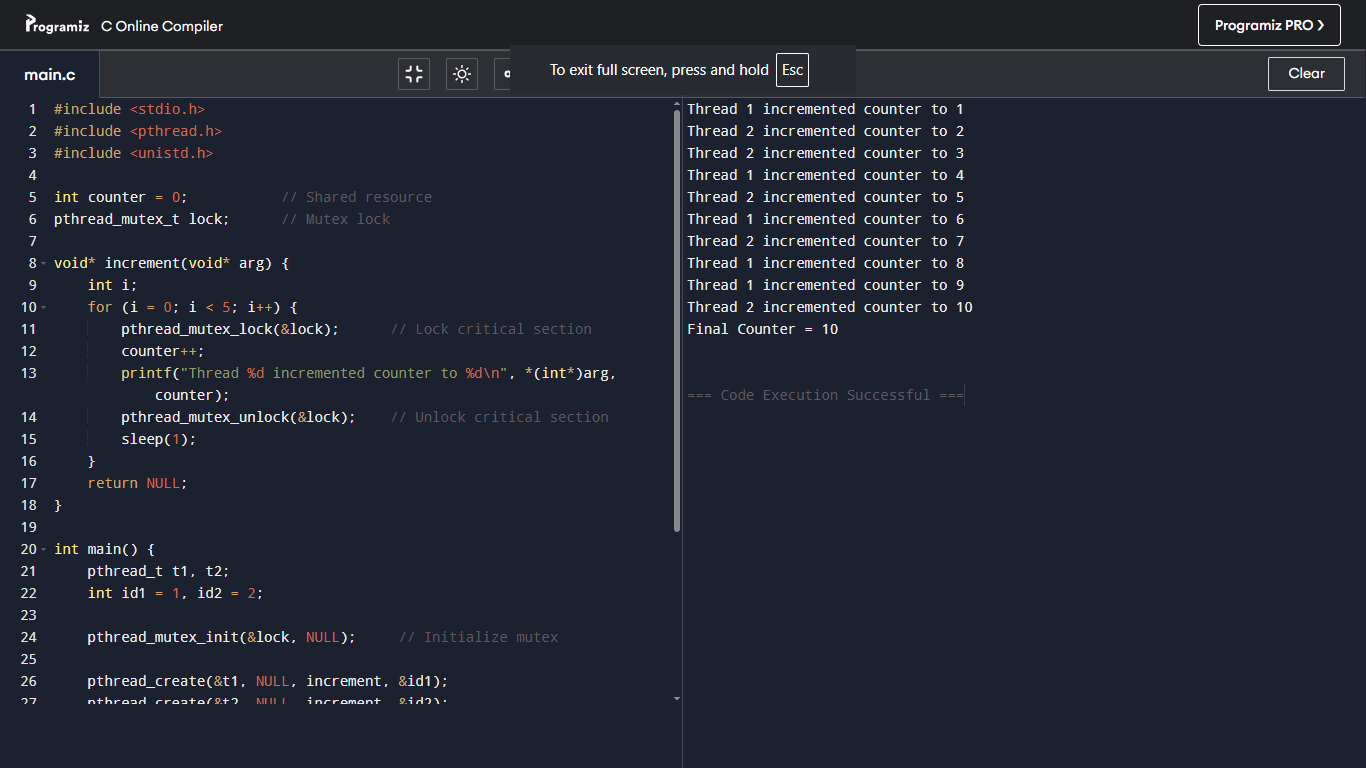 Programiz C Online Compiler
Programiz PRO >
To exit full screen, press and hold Esc
main.c
Clear
1 #include <stdio.h>
2 #include <pthread.h>
3 #include <unistd.h>
4
5 int counter = 0; // Shared resource
6 pthread_mutex_t lock; // Mutex lock
7
8 void* increment(void* arg) {
9 int i;
10 for (i = 0; i < 5; i++) {
11 pthread_mutex_lock(&lock); // Lock critical section
12 counter++;
13 printf("Thread %d incremented counter to %d\n", *(int*)arg,
counter);
14 pthread_mutex_unlock(&lock); // Unlock critical section
15 sleep(1);
16 }
17 return NULL;
18 }
19
20 int main() {
21 pthread_t t1, t2;
22 int id1 = 1, id2 = 2;
23
24 pthread_mutex_init(&lock, NULL); // Initialize mutex
25
26 pthread_create(&t1, NULL, increment, &id1);
27 pthread_create(&t2, NULL, increment, &id2);
Thread 1 incremented counter to 1
Thread 2 incremented counter to 2
Thread 2 incremented counter to 3
Thread 1 incremented counter to 4
Thread 2 incremented counter to 5
Thread 1 incremented counter to 6
Thread 2 incremented counter to 7
Thread 1 incremented counter to 8
Thread 1 incremented counter to 9
Thread 2 incremented counter to 10
Final Counter = 10
=== Code Execution Successful ===